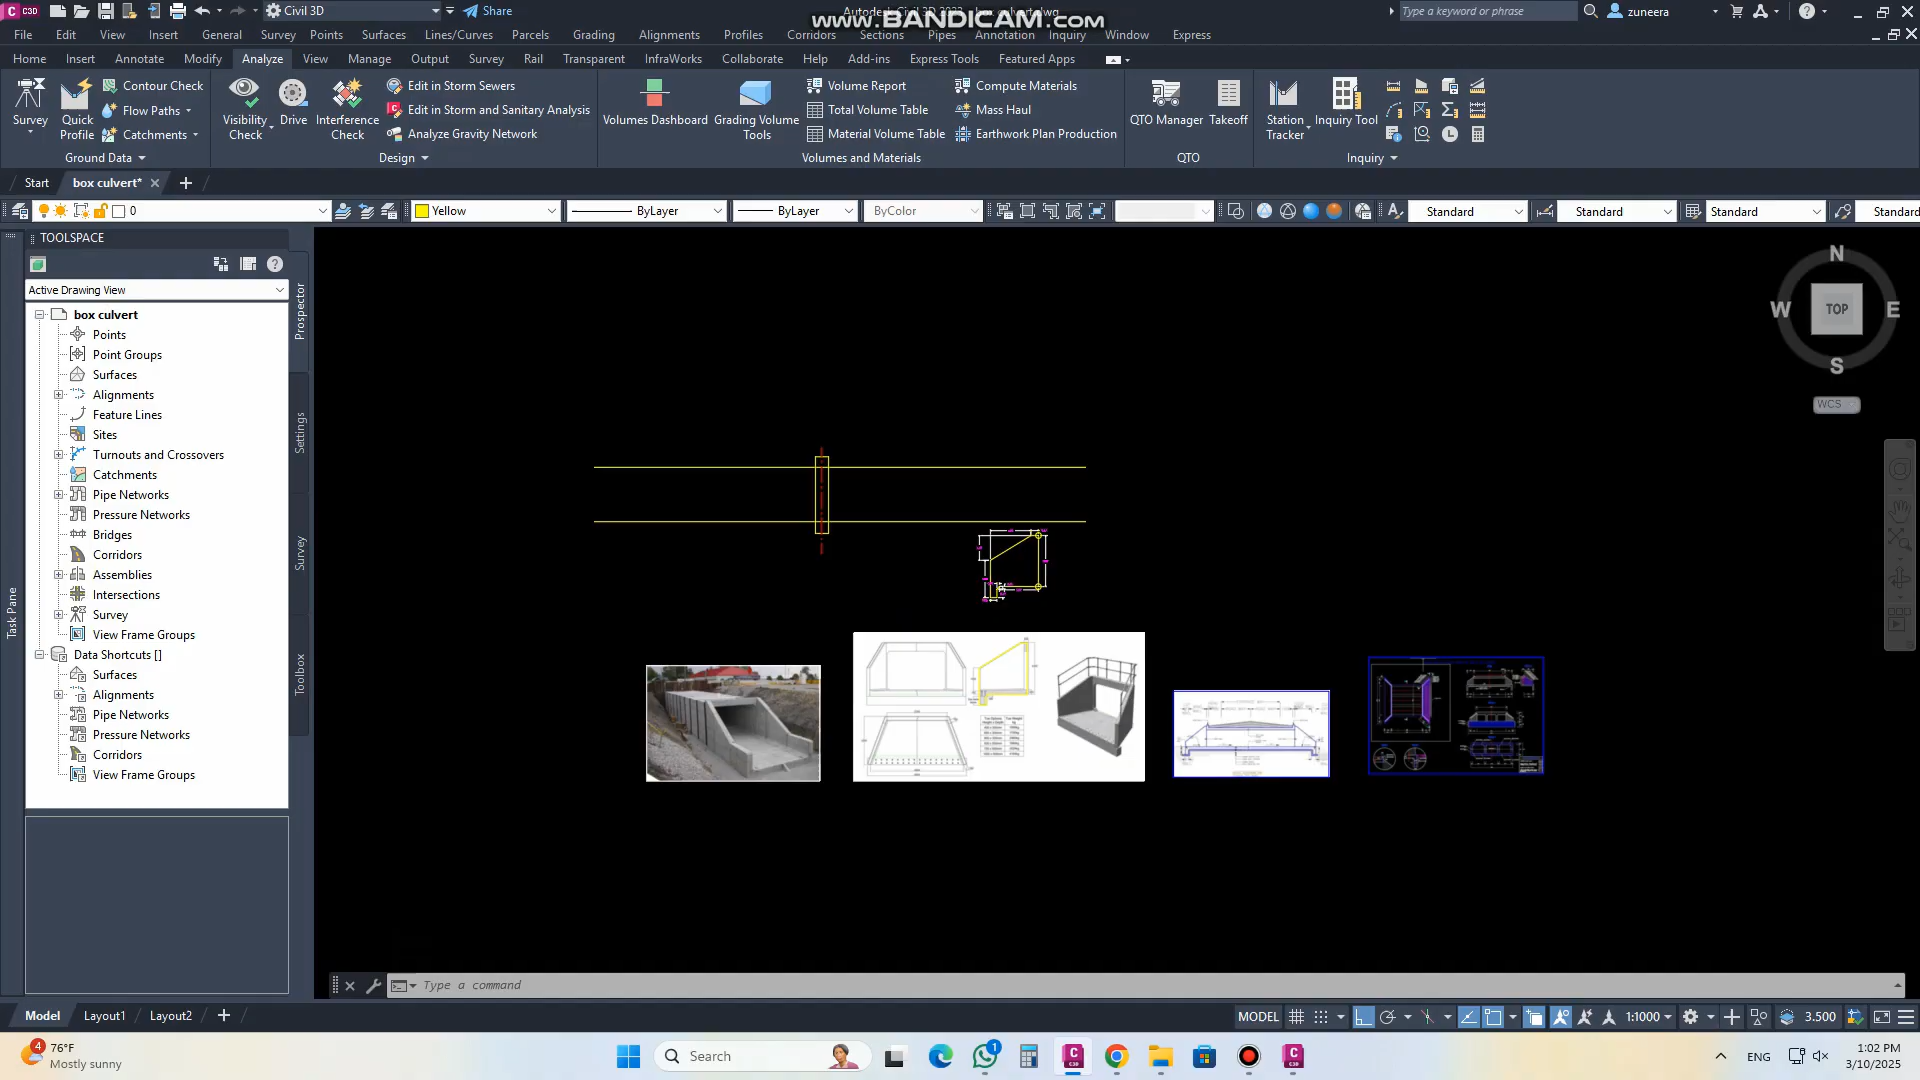 C3D
Civil 3D
Share
Autodesk Civil 3D 2023
www.BANDICAM.com
Type a keyword or phrase
zuneera
File Edit View Insert General Survey Points Surfaces Lines/Curves Parcels Grading Alignments Profiles Corridors Sections Pipes Annotation Inquiry Window Express
Home Insert Annotate Modify Analyze View Manage Output Survey Rail Transparent InfraWorks Collaborate Help Add-ins Express Tools Featured Apps
Survey
Quick Profile
Contour Check
Flow Paths
Catchments
Ground Data
Visibility Check
Drive
Interference Check
Edit in Storm Sewers
Edit in Storm and Sanitary Analysis
Analyze Gravity Network
Design
Volumes Dashboard
Grading Volume Tools
Volume Report
Total Volume Table
Material Volume Table
Compute Materials
Mass Haul
Earthwork Plan Production
Volumes and Materials
QTO Manager
Takeoff
QTO
Station Tracker
Inquiry Tool
Inquiry
Start
box culvert*
0
Yellow
ByLayer
ByLayer
ByColor
Standard
Standard
Standard
Standard
TOOLSPACE
Active Drawing View
box culvert
Points
Point Groups
Surfaces
Alignments
Feature Lines
Sites
Turnouts and Crossovers
Catchments
Pipe Networks
Pressure Networks
Bridges
Corridors
Assemblies
Intersections
Survey
View Frame Groups
Data Shortcuts []
Surfaces
Alignments
Pipe Networks
Pressure Networks
Corridors
View Frame Groups
Prospector
Settings
Survey
Toolbox
Task Pane
N
W
TOP
E
S
WCS
Type a command
Model
Layout1
Layout2
MODEL
1:1000
3.500
4
76°F
Mostly sunny
Search
1
C3D
C3D
ENG
1:02 PM
3/10/2025